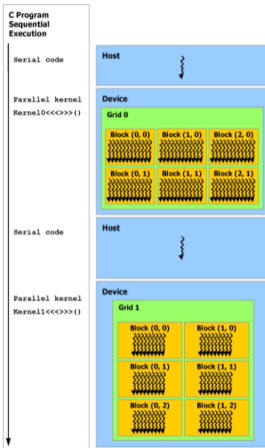 C Program
Sequential
Execution
Serial code
Host
Parallel kernel
Kernel0<<<>>>()
Device
Grid 0
Block (0, 0) Block (1, 0) Block (2, 0)
Block (0, 1) Block (1, 1) Block (2, 1)
Serial code
Host
Parallel kernel
Kernel1<<<>>>()
Device
Grid 1
Block (0, 0) Block (1, 0)
Block (0, 1) Block (1, 1)
Block (0, 2) Block (1, 2)